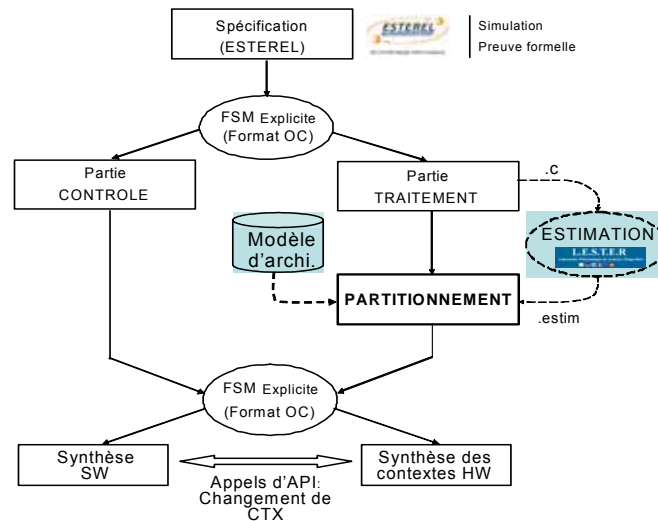 Spécification
(ESTEREL)
ESTEREL
Simulation
Preuve formelle
FSM Explicite
(Format OC)
Partie
CONTROLE
Partie
TRAITEMENT
.c
Modèle
d'archi.
ESTIMATION
L.E.S.T.E.R
PARTITIONNEMENT
.estim
FSM Explicite
(Format OC)
Synthèse
SW
Synthèse des
contextes HW
Appels d'API:
Changement de
CTX